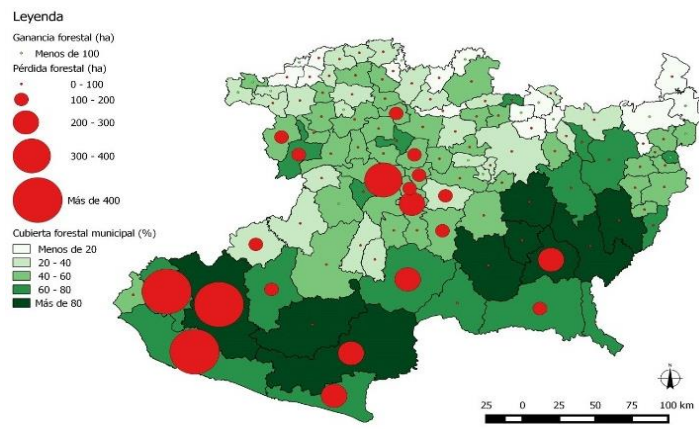 Leyenda
Ganancia forestal (ha)
Menos de 100
Pérdida forestal (ha)
0 - 100
100 - 200
200 - 300
300 - 400
Más de 400
Cubierta forestal municipal (%)
Menos de 20
20 - 40
40 - 60
60 - 80
Más de 80
25 0 25 50 75 100 km